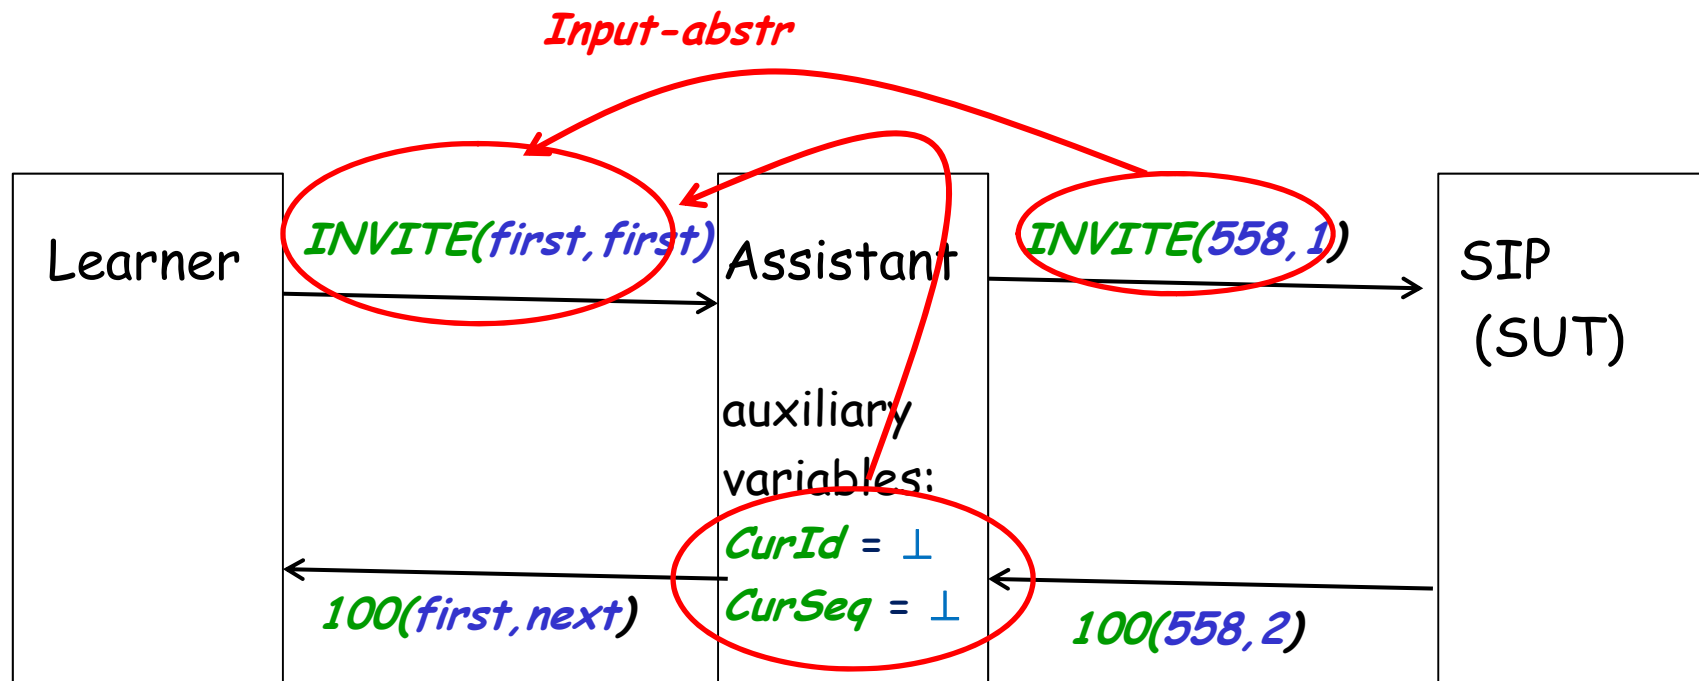 Input-abstr
Learner
INVITE(first,first)
Assistant
INVITE(558,1)
SIP
(SUT)
auxiliary
variables:
CurId = ⊥
CurSeq = ⊥
100(first,next)
100(558,2)